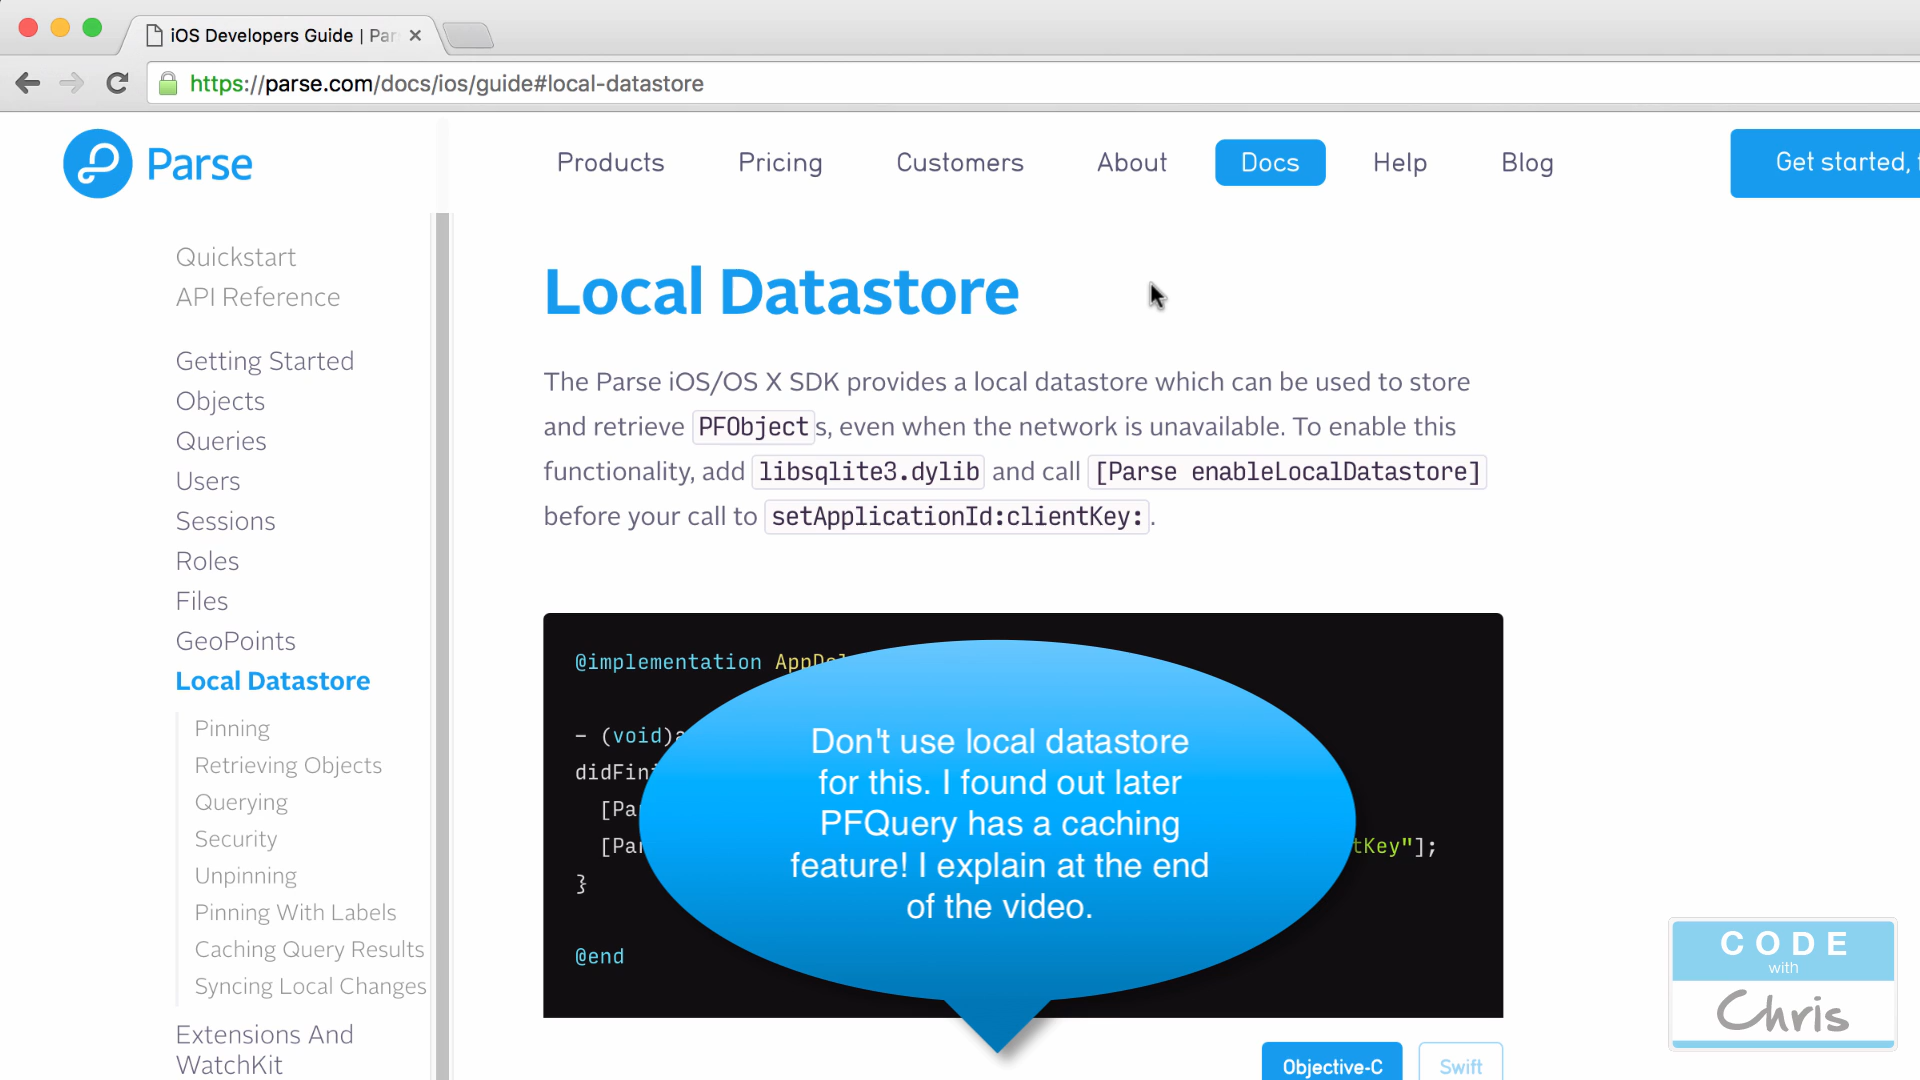 iOS Developers Guide | Par
https://parse.com/docs/ios/guide#local-datastore
Parse
Products
Pricing
Customers
About
Docs
Help
Blog
Get started,
Quickstart
API Reference
Getting Started
Objects
Queries
Users
Sessions
Roles
Files
GeoPoints
Local Datastore
Pinning
Retrieving Objects
Querying
Security
Unpinning
Pinning With Labels
Caching Query Results
Syncing Local Changes
Extensions And
WatchKit
Local Datastore
The Parse iOS/OS X SDK provides a local datastore which can be used to store
and retrieve PFObjects, even when the network is unavailable. To enable this
functionality, add libsqlite3.dylib and call [Parse enableLocalDatastore]
before your call to setApplicationId:clientKey:.
@implementation AppDel
- (void)a
didFini
[Pa
[Par tKey"];
}
@end
Don't use local datastore
for this. I found out later
PFQuery has a caching
feature! I explain at the end
of the video.
Objective-C
Swift
CODE
with
Chris